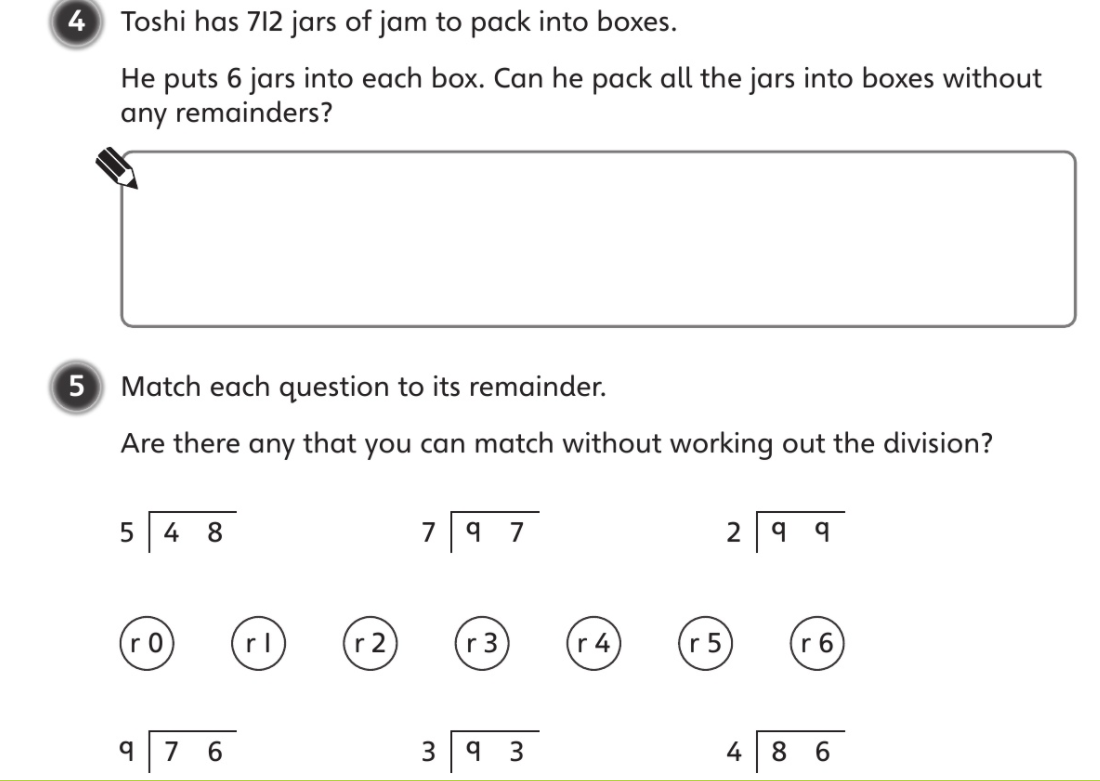 4 Toshi has 712 jars of jam to pack into boxes.
He puts 6 jars into each box. Can he pack all the jars into boxes without
any remainders?
5 Match each question to its remainder.
Are there any that you can match without working out the division?
5 4 8 7 9 7 2 9 9
r 0 r 1 r 2 r 3 r 4 r 5 r 6
9 7 6 3 9 3 4 8 6